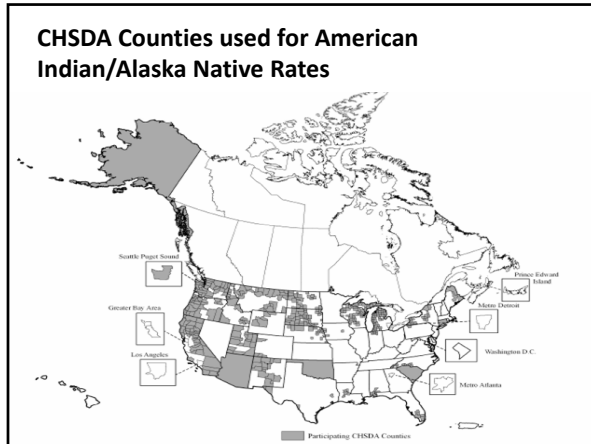 CHSDA Counties used for American
Indian/Alaska Native Rates
Seattle Puget Sound
Prince Edward
Island
Greater Bay Area
Metro Detroit
Los Angeles
Washington D.C.
Metro Atlanta
Participating CHSDA Counties